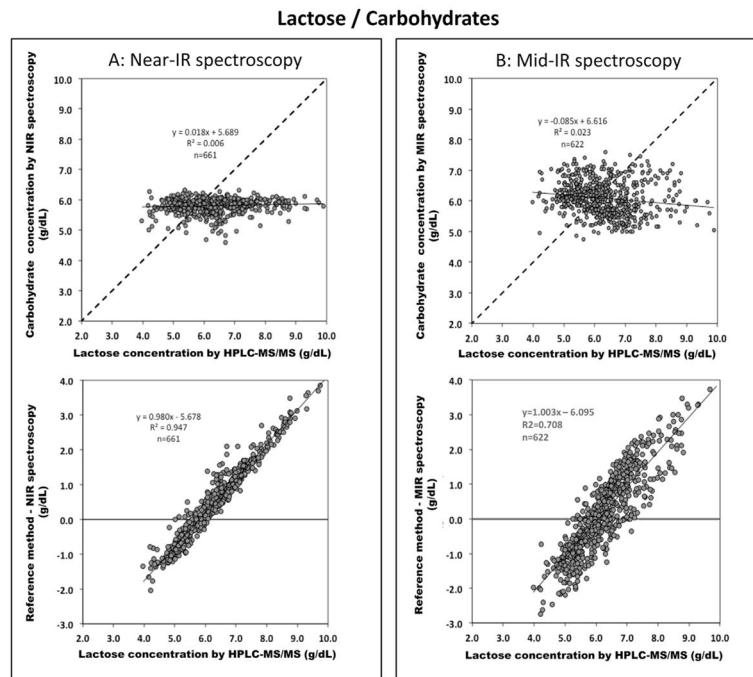 Lactose / Carbohydrates
A: Near-IR spectroscopy
Carbohydrate concentration by NIR spectroscopy
(g/dL)
10.0
9.0
8.0
7.0
6.0
5.0
4.0
3.0
2.0
y = 0.018x + 5.689
R² = 0.006
n=661
2.0 3.0 4.0 5.0 6.0 7.0 8.0 9.0 10.0
Lactose concentration by HPLC-MS/MS (g/dL)
Reference method - NIR spectroscopy
(g/dL)
4.0
3.0
2.0
1.0
0.0
-1.0
-2.0
-3.0
y = 0.980x - 5.678
R² = 0.947
n=661
2.0 3.0 4.0 5.0 6.0 7.0 8.0 9.0 10.0
Lactose concentration by HPLC-MS/MS (g/dL)
B: Mid-IR spectroscopy
Carbohydrate concentration by MIR spectroscopy
(g/dL)
10.0
9.0
8.0
7.0
6.0
5.0
4.0
3.0
2.0
y = -0.085x + 6.616
R² = 0.023
n=622
2.0 3.0 4.0 5.0 6.0 7.0 8.0 9.0 10.0
Lactose concentration by HPLC-MS/MS (g/dL)
Reference method - MIR spectroscopy
(g/dL)
4.0
3.0
2.0
1.0
0.0
-1.0
-2.0
-3.0
y=1.003x – 6.095
R2=0.708
n=622
2.0 3.0 4.0 5.0 6.0 7.0 8.0 9.0 10.0
Lactose concentration by HPLC-MS/MS (g/dL)